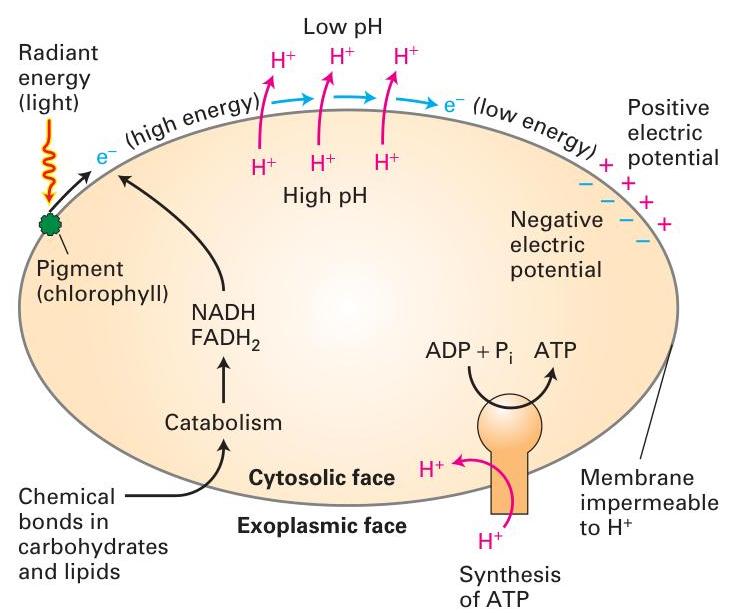 Low pH
Radiant
energy
(light)
H⁺ H⁺ H⁺
e⁻ (high energy)
e⁻ (low energy)
H⁺ H⁺ H⁺
High pH
Positive
electric
potential
+ + + +
− − − −
Negative
electric
potential
Pigment
(chlorophyll)
NADH
FADH₂
ADP + Pᵢ ATP
Catabolism
Cytosolic face
Exoplasmic face
H⁺
H⁺
Chemical
bonds in
carbohydrates
and lipids
Membrane
impermeable
to H⁺
Synthesis
of ATP